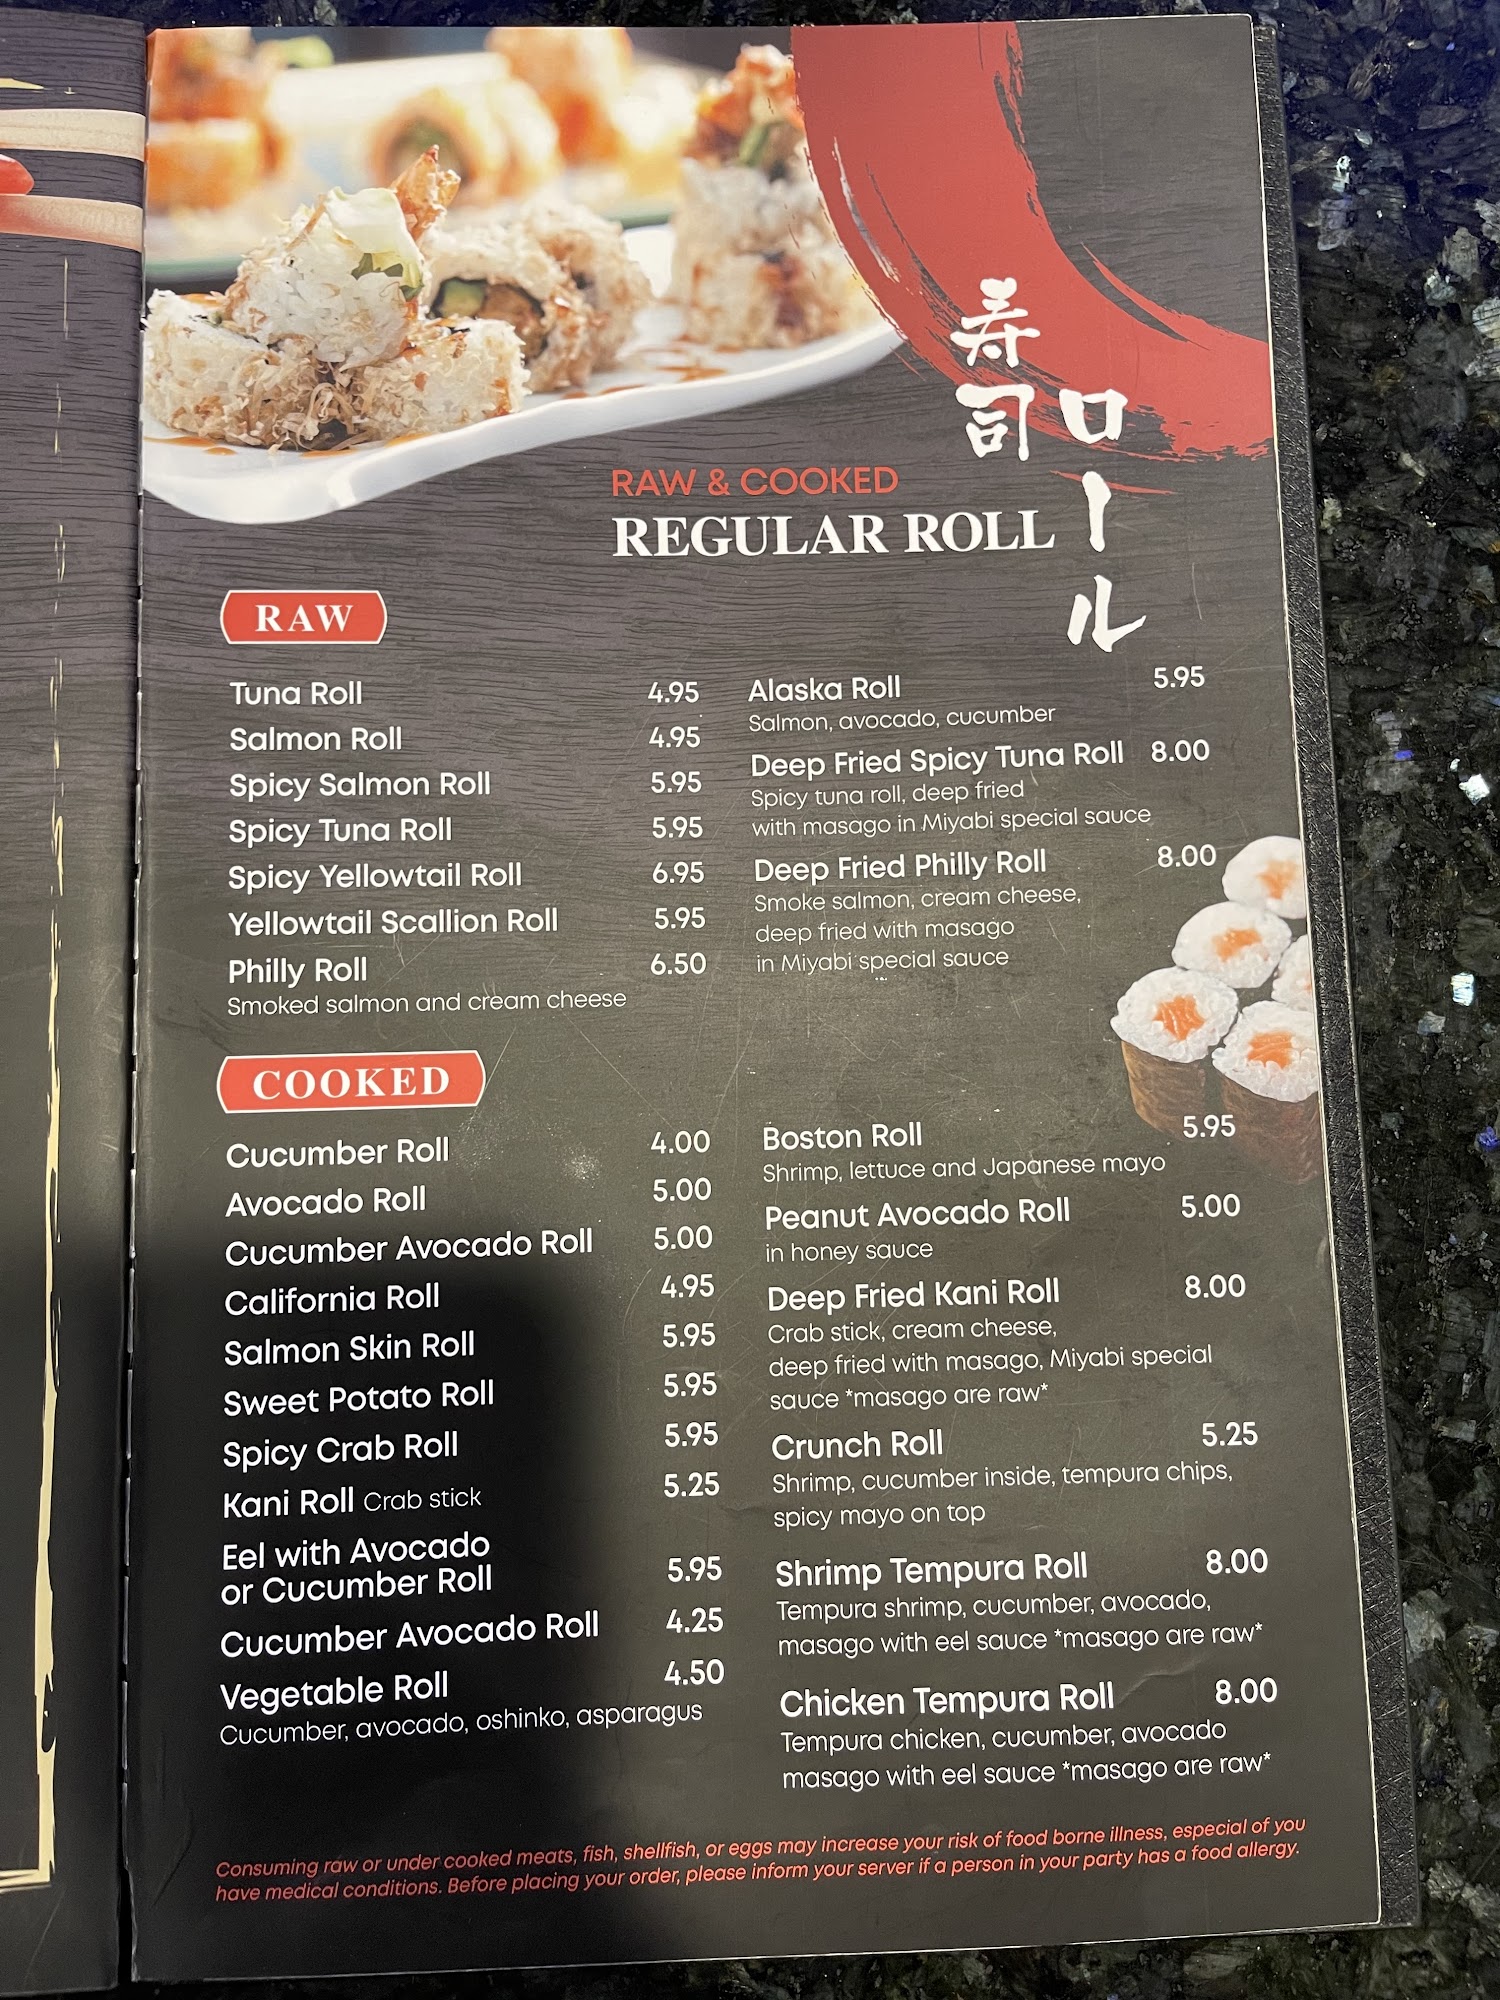 寿司
ロール
RAW & COOKED
REGULAR ROLL
RAW
Tuna Roll 4.95
Salmon Roll 4.95
Spicy Salmon Roll 5.95
Spicy Tuna Roll 5.95
Spicy Yellowtail Roll 6.95
Yellowtail Scallion Roll 5.95
Philly Roll 6.50
Smoked salmon and cream cheese
Alaska Roll 5.95
Salmon, avocado, cucumber
Deep Fried Spicy Tuna Roll 8.00
Spicy tuna roll, deep fried
with masago in Miyabi special sauce
Deep Fried Philly Roll 8.00
Smoke salmon, cream cheese,
deep fried with masago
in Miyabi special sauce
COOKED
Cucumber Roll 4.00
Avocado Roll 5.00
Cucumber Avocado Roll 5.00
California Roll 4.95
Salmon Skin Roll 5.95
Sweet Potato Roll 5.95
Spicy Crab Roll 5.95
Kani Roll Crab stick 5.25
Eel with Avocado
or Cucumber Roll 5.95
Cucumber Avocado Roll 4.25
Vegetable Roll 4.50
Cucumber, avocado, oshinko, asparagus
Boston Roll 5.95
Shrimp, lettuce and Japanese mayo
Peanut Avocado Roll 5.00
in honey sauce
Deep Fried Kani Roll 8.00
Crab stick, cream cheese,
deep fried with masago, Miyabi special
sauce *masago are raw*
Crunch Roll 5.25
Shrimp, cucumber inside, tempura chips,
spicy mayo on top
Shrimp Tempura Roll 8.00
Tempura shrimp, cucumber, avocado,
masago with eel sauce *masago are raw*
Chicken Tempura Roll 8.00
Tempura chicken, cucumber, avocado
masago with eel sauce *masago are raw*
Consuming raw or under cooked meats, fish, shellfish, or eggs may increase your risk of food borne illness, especial of you
have medical conditions. Before placing your order, please inform your server if a person in your party has a food allergy.